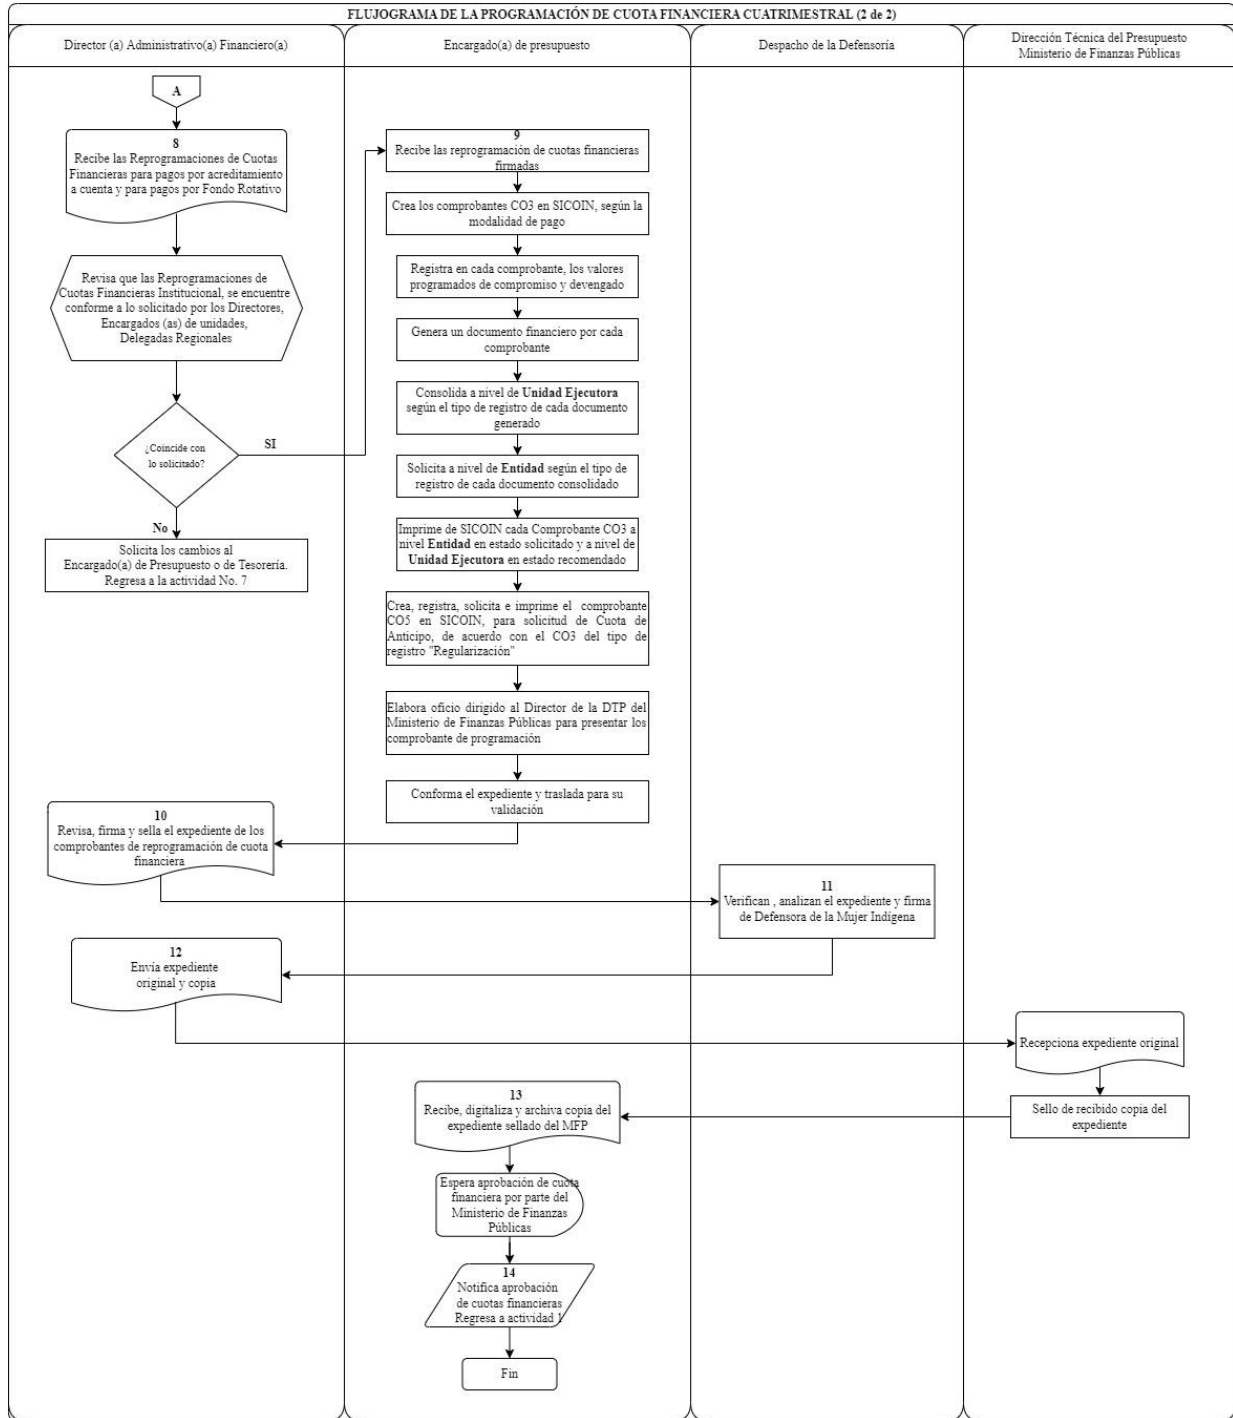 FLUJOGRAMA DE LA PROGRAMACIÓN DE CUOTA FINANCIERA CUATRIMESTRAL (2 de 2)
Director (a) Administrativo(a) Financiero(a)
Encargado(a) de presupuesto
Despacho de la Defensoría
Dirección Técnica del Presupuesto
Ministerio de Finanzas Públicas
A
8
Recibe las Reprogramaciones de Cuotas
Financieras para pagos por acreditamiento
a cuenta y para pagos por Fondo Rotativo
Revisa que las Reprogramaciones de
Cuotas Financieras Institucional, se encuentre
conforme a lo solicitado por los Directores,
Encargados (as) de unidades,
Delegadas Regionales
¿Coincide con
lo solicitado?
SI
No
Solicita los cambios al
Encargado(a) de Presupuesto o de Tesorería.
Regresa a la actividad No. 7
9
Recibe las reprogramación de cuotas financieras
firmadas
Crea los comprobantes CO3 en SICOIN, según la
modalidad de pago
Registra en cada comprobante, los valores
programados de compromiso y devengado
Genera un documento financiero por cada
comprobante
Consolida a nivel de Unidad Ejecutora
según el tipo de registro de cada documento
generado
Solicita a nivel de Entidad según el tipo de
registro de cada documento consolidado
Imprime de SICOIN cada Comprobante CO3 a
nivel Entidad en estado solicitado y a nivel de
Unidad Ejecutora en estado recomendado
Crea, registra, solicita e imprime el comprobante
CO5 en SICOIN, para solicitud de Cuota de
Anticipo, de acuerdo con el CO3 del tipo de
registro "Regularización"
Elabora oficio dirigido al Director de la DTP del
Ministerio de Finanzas Públicas para presentar los
comprobante de programación
Conforma el expediente y traslada para su
validación
10
Revisa, firma y sella el expediente de los
comprobantes de reprogramación de cuota
financiera
11
Verifican , analizan el expediente y firma
de Defensora de la Mujer Indígena
12
Envía expediente
original y copia
Recepciona expediente original
Sello de recibido copia del
expediente
13
Recibe, digitaliza y archiva copia del
expediente sellado del MFP
Espera aprobación de cuota
financiera por parte del
Ministerio de Finanzas
Públicas
14
Notifica aprobación
de cuotas financieras
Regresa a actividad 1
Fin